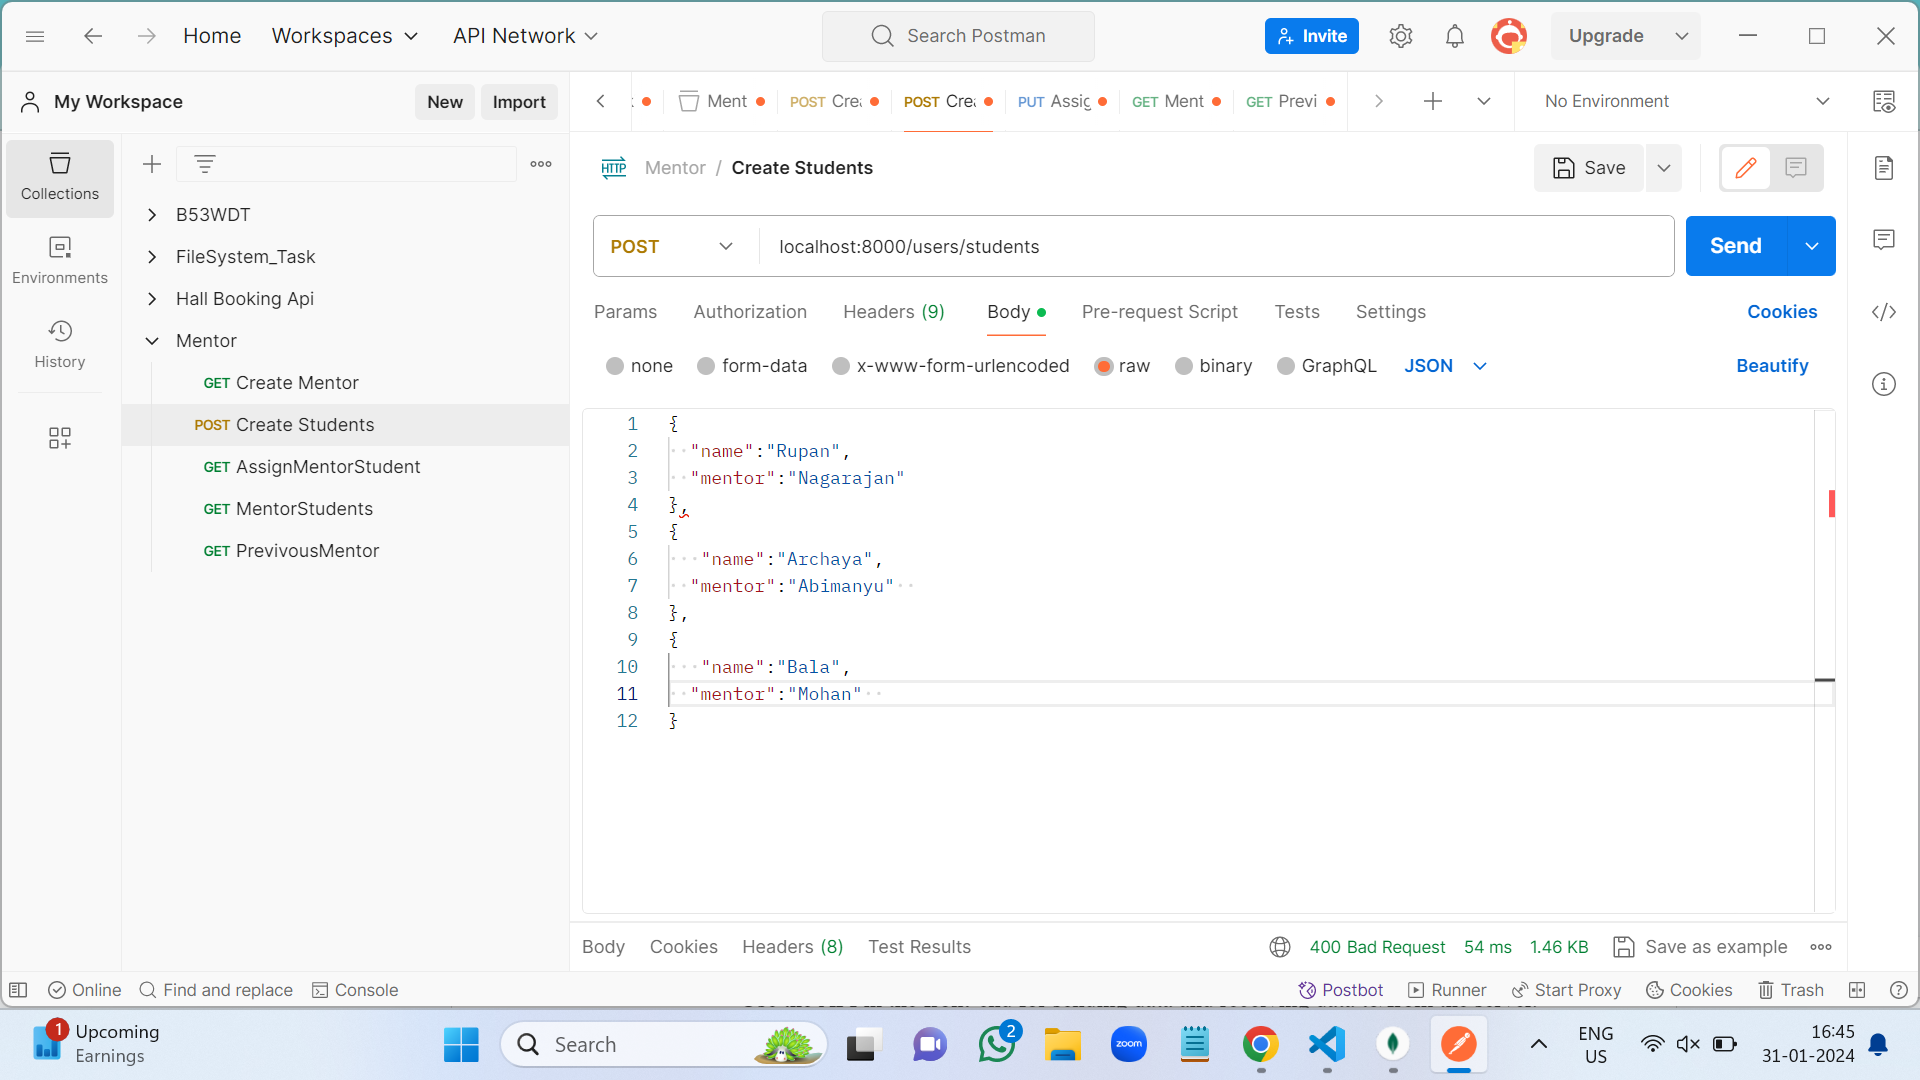 Home
Workspaces
API Network
Search Postman
Invite
Upgrade
My Workspace
New
Import
Ment
POST Crea
POST Crea
PUT Assig
GET Ment
GET Previ
No Environment
Collections
Environments
History
B53WDT
FileSystem_Task
Hall Booking Api
Mentor
GET Create Mentor
POST Create Students
GET AssignMentorStudent
GET MentorStudents
GET PrevivousMentor
HTTP Mentor / Create Students
Save
POST
localhost:8000/users/students
Send
Params
Authorization
Headers (9)
Body
Pre-request Script
Tests
Settings
Cookies
none
form-data
x-www-form-urlencoded
raw
binary
GraphQL
JSON
Beautify
1 {
2 "name":"Rupan",
3 "mentor":"Nagarajan"
4 },
5 {
6 "name":"Archaya",
7 "mentor":"Abimanyu"
8 },
9 {
10 "name":"Bala",
11 "mentor":"Mohan"
12 }
Body
Cookies
Headers (8)
Test Results
400 Bad Request
54 ms
1.46 KB
Save as example
Online
Find and replace
Console
Postbot
Runner
Start Proxy
Cookies
Trash
1
Upcoming
Earnings
Search
2
zoom
ENG
US
16:45
31-01-2024